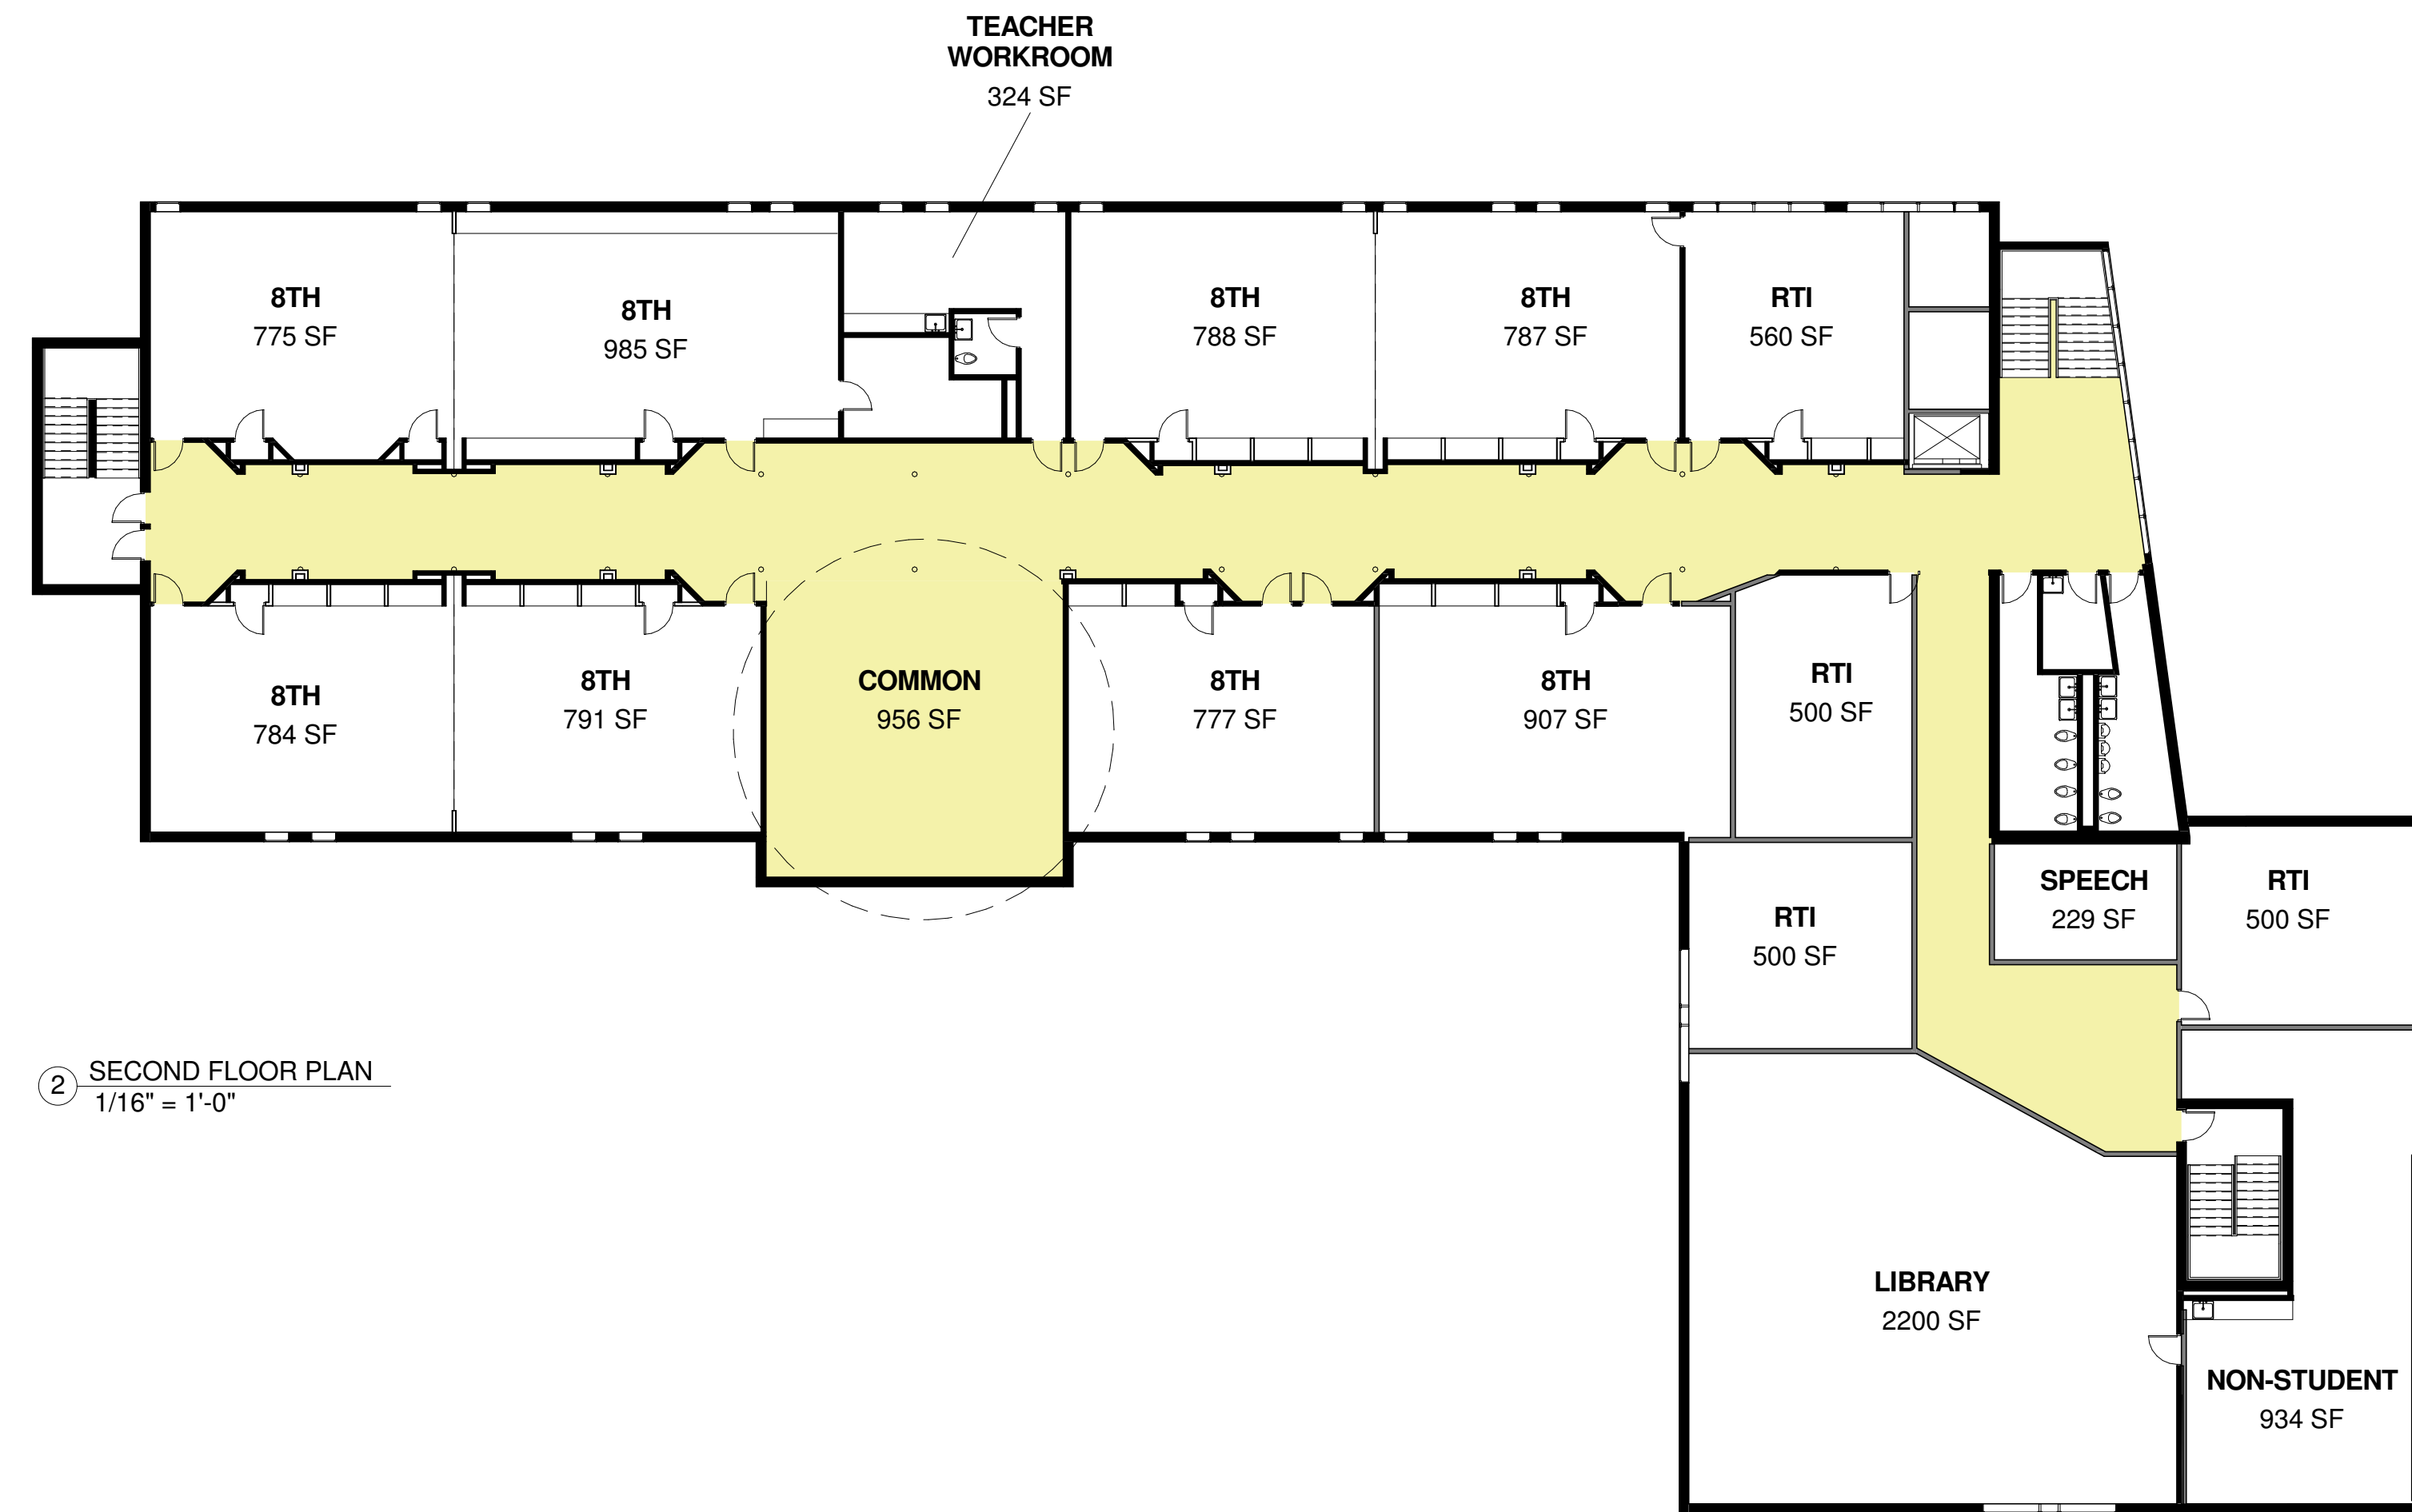 TEACHER
WORKROOM
324 SF
8TH
775 SF
8TH
985 SF
8TH
788 SF
8TH
787 SF
RTI
560 SF
8TH
784 SF
8TH
791 SF
COMMON
956 SF
8TH
777 SF
8TH
907 SF
RTI
500 SF
RTI
500 SF
SPEECH
229 SF
RTI
500 SF
2 SECOND FLOOR PLAN
1/16" = 1'-0"
LIBRARY
2200 SF
NON-STUDENT
934 SF